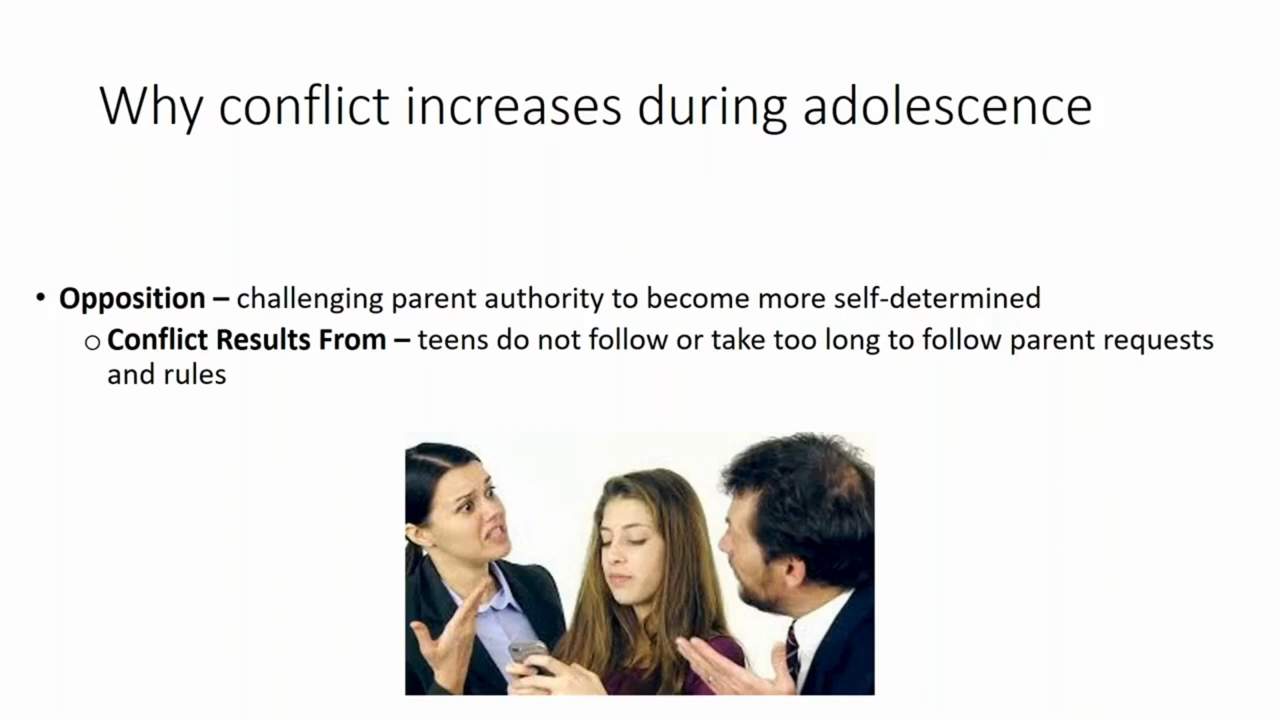 Why conflict increases during adolescence
• Opposition – challenging parent authority to become more self-determined
o Conflict Results From – teens do not follow or take too long to follow parent requests
and rules